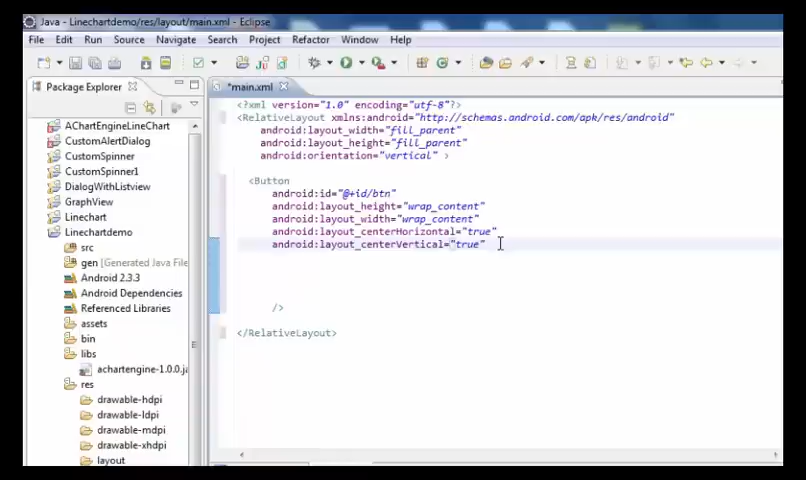 Java - Linechartdemo/res/layout/main.xml - Eclipse
File Edit Run Source Navigate Search Project Refactor Window Help
Package Explorer
AChartEngineLineChart
CustomAlertDialog
CustomSpinner
CustomSpinner1
DialogWithListview
GraphView
Linechart
Linechartdemo
src
gen [Generated Java File
Android 2.3.3
Android Dependencies
Referenced Libraries
assets
bin
libs
achartengine-1.0.0.ja
res
drawable-hdpi
drawable-ldpi
drawable-mdpi
drawable-xhdpi
layout
*main.xml
<?xml version="1.0" encoding="utf-8"?>
<RelativeLayout xmlns:android="http://schemas.android.com/apk/res/android"
android:layout_width="fill_parent"
android:layout_height="fill_parent"
android:orientation="vertical" >
<Button
android:id="@+id/btn"
android:layout_height="wrap_content"
android:layout_width="wrap_content"
android:layout_centerHorizontal="true"
android:layout_centerVertical="true"
/>
</RelativeLayout>